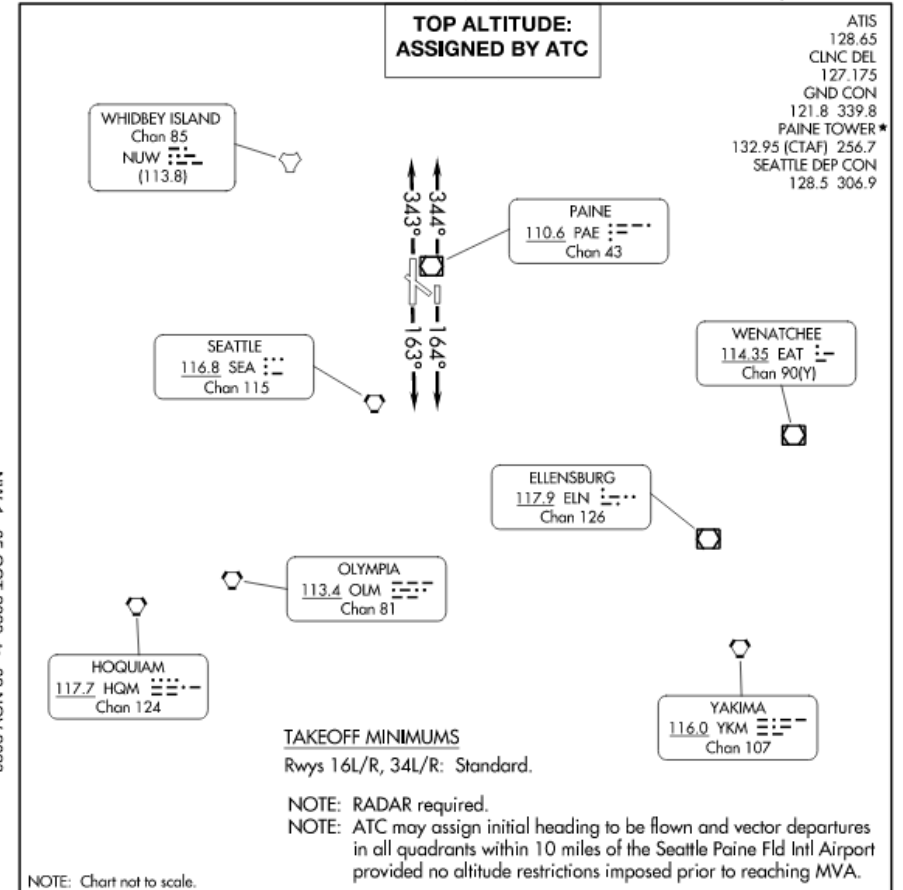 TOP ALTITUDE:
ASSIGNED BY ATC
ATIS
128.65
CLNC DEL
127.175
GND CON
121.8 339.8
PAINE TOWER★
132.95 (CTAF) 256.7
SEATTLE DEP CON
128.5 306.9
WHIDBEY ISLAND
Chan 85
NUW
(113.8)
343°
344°
PAINE
110.6 PAE
Chan 43
163°
164°
SEATTLE
116.8 SEA
Chan 115
WENATCHEE
114.35 EAT
Chan 90(Y)
ELLENSBURG
117.9 ELN
Chan 126
OLYMPIA
113.4 OLM
Chan 81
HOQUIAM
117.7 HQM
Chan 124
YAKIMA
116.0 YKM
Chan 107
TAKEOFF MINIMUMS
Rwys 16L/R, 34L/R: Standard.
NOTE: RADAR required.
NOTE: ATC may assign initial heading to be flown and vector departures
in all quadrants within 10 miles of the Seattle Paine Fld Intl Airport
provided no altitude restrictions imposed prior to reaching MVA.
NOTE: Chart not to scale.